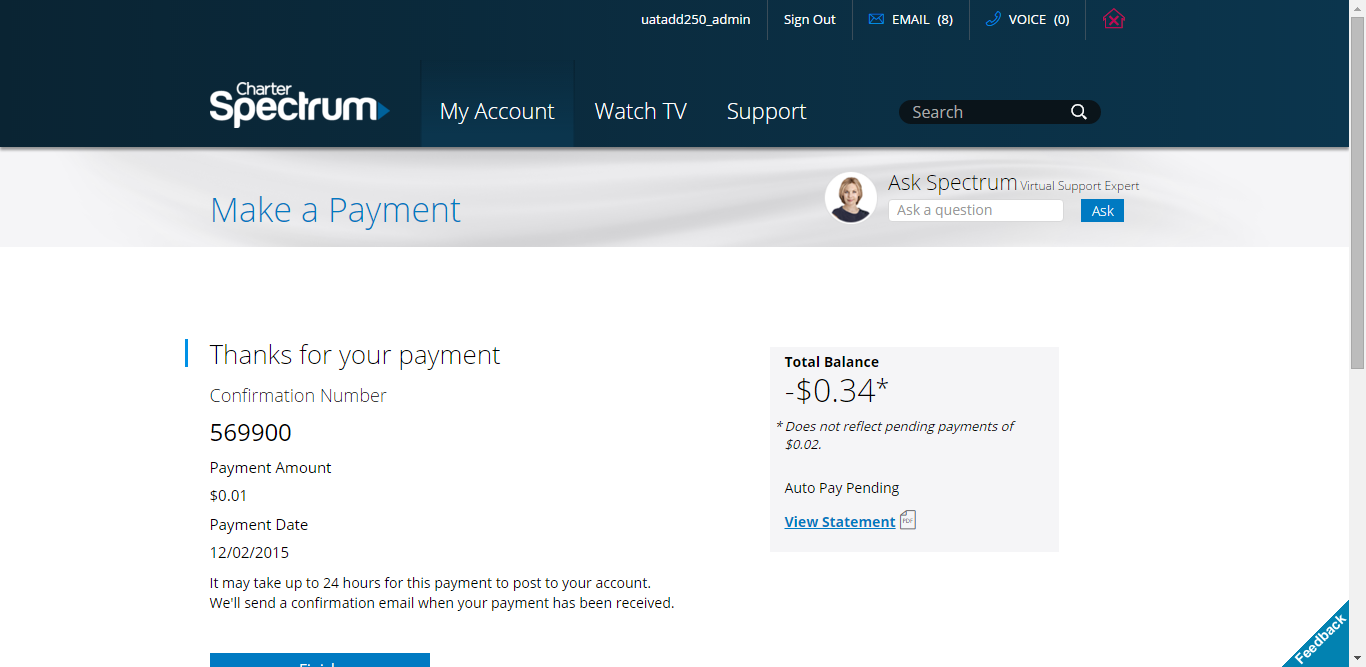 uatadd250_admin
Sign Out
EMAIL (8)
VOICE (0)
Charter
Spectrum
My Account
Watch TV
Support
Search
Make a Payment
Ask Spectrum Virtual Support Expert
Ask a question
Ask
Thanks for your payment
Confirmation Number
569900
Payment Amount
$0.01
Payment Date
12/02/2015
It may take up to 24 hours for this payment to post to your account.
We'll send a confirmation email when your payment has been received.
Total Balance
-$0.34*
* Does not reflect pending payments of
$0.02.
Auto Pay Pending
View Statement
PDF
Feedback